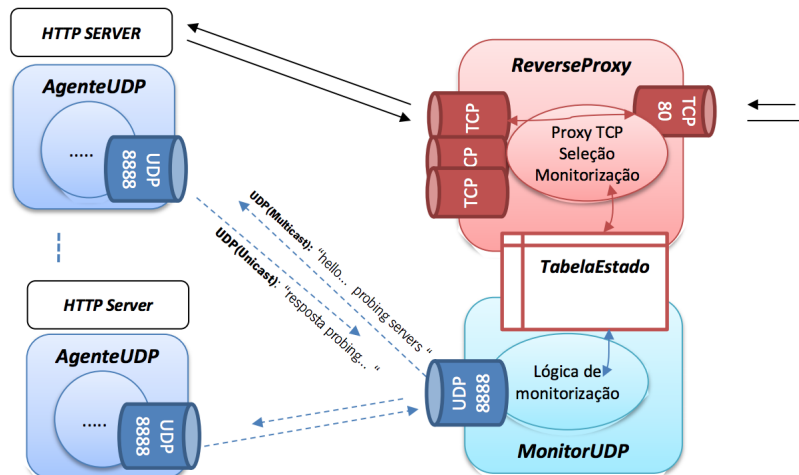 HTTP SERVER
AgenteUDP
.....
UDP
8888
HTTP Server
AgenteUDP
.....
UDP
8888
UDP(Multicast): “hello... probing servers “
UDP(Unicast): “resposta probing... “
ReverseProxy
TCP
CP
TCP
TCP
80
Proxy TCP
Seleção
Monitorização
TabelaEstado
UDP
8888
Lógica de
monitorização
MonitorUDP